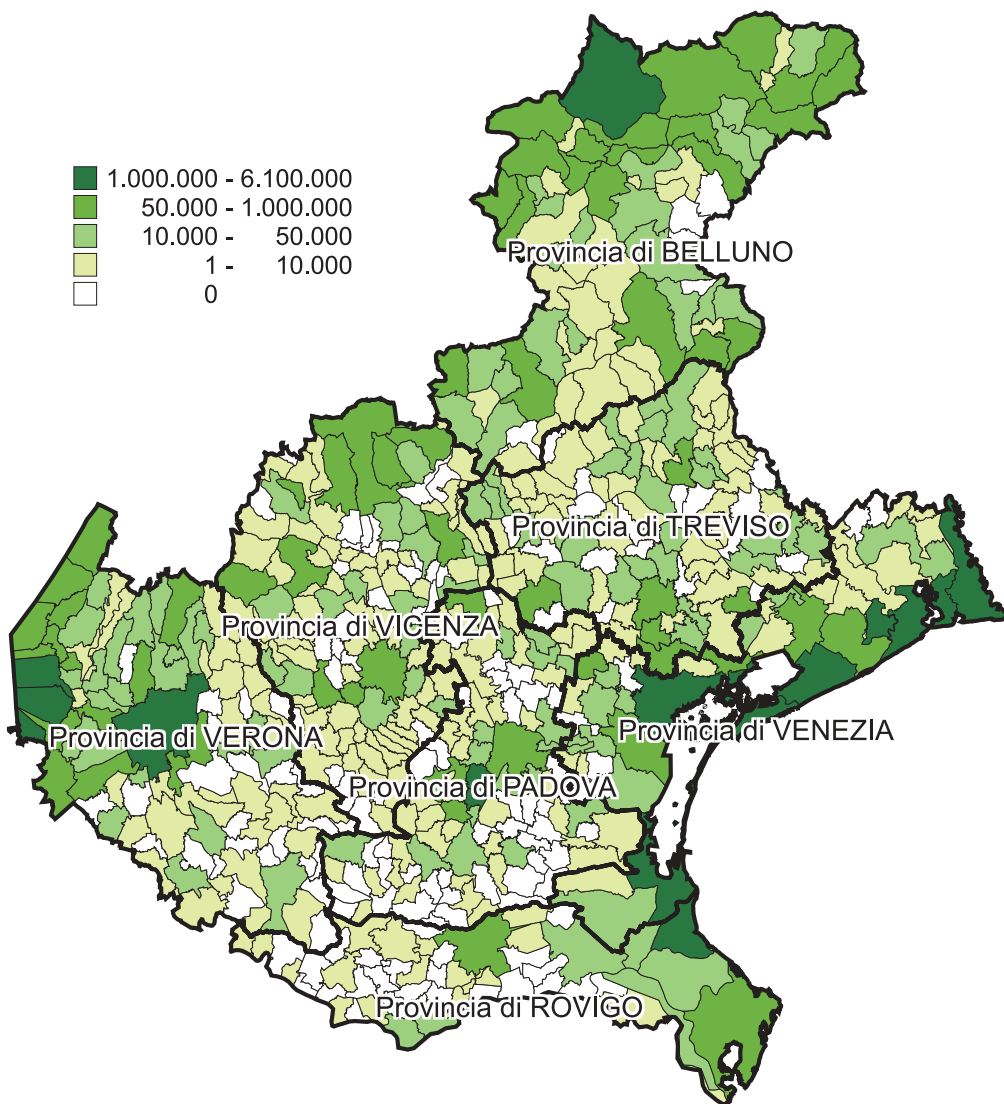 1.000.000 - 6.100.000
50.000 - 1.000.000
10.000 - 50.000
1 - 10.000
0
Provincia di BELLUNO
Provincia di TREVISO
Provincia di VICENZA
Provincia di VERONA
Provincia di VENEZIA
Provincia di PADOVA
Provincia di ROVIGO